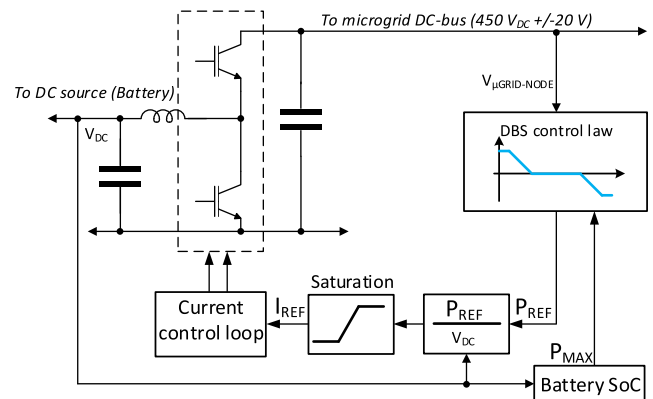 To microgrid DC-bus (450 VDC +/-20 V)
To DC source (Battery)
VDC
VµGRID-NODE
DBS control law
Saturation
Current
control loop
IREF
PREF
VDC
PREF
PMAX
Battery SoC